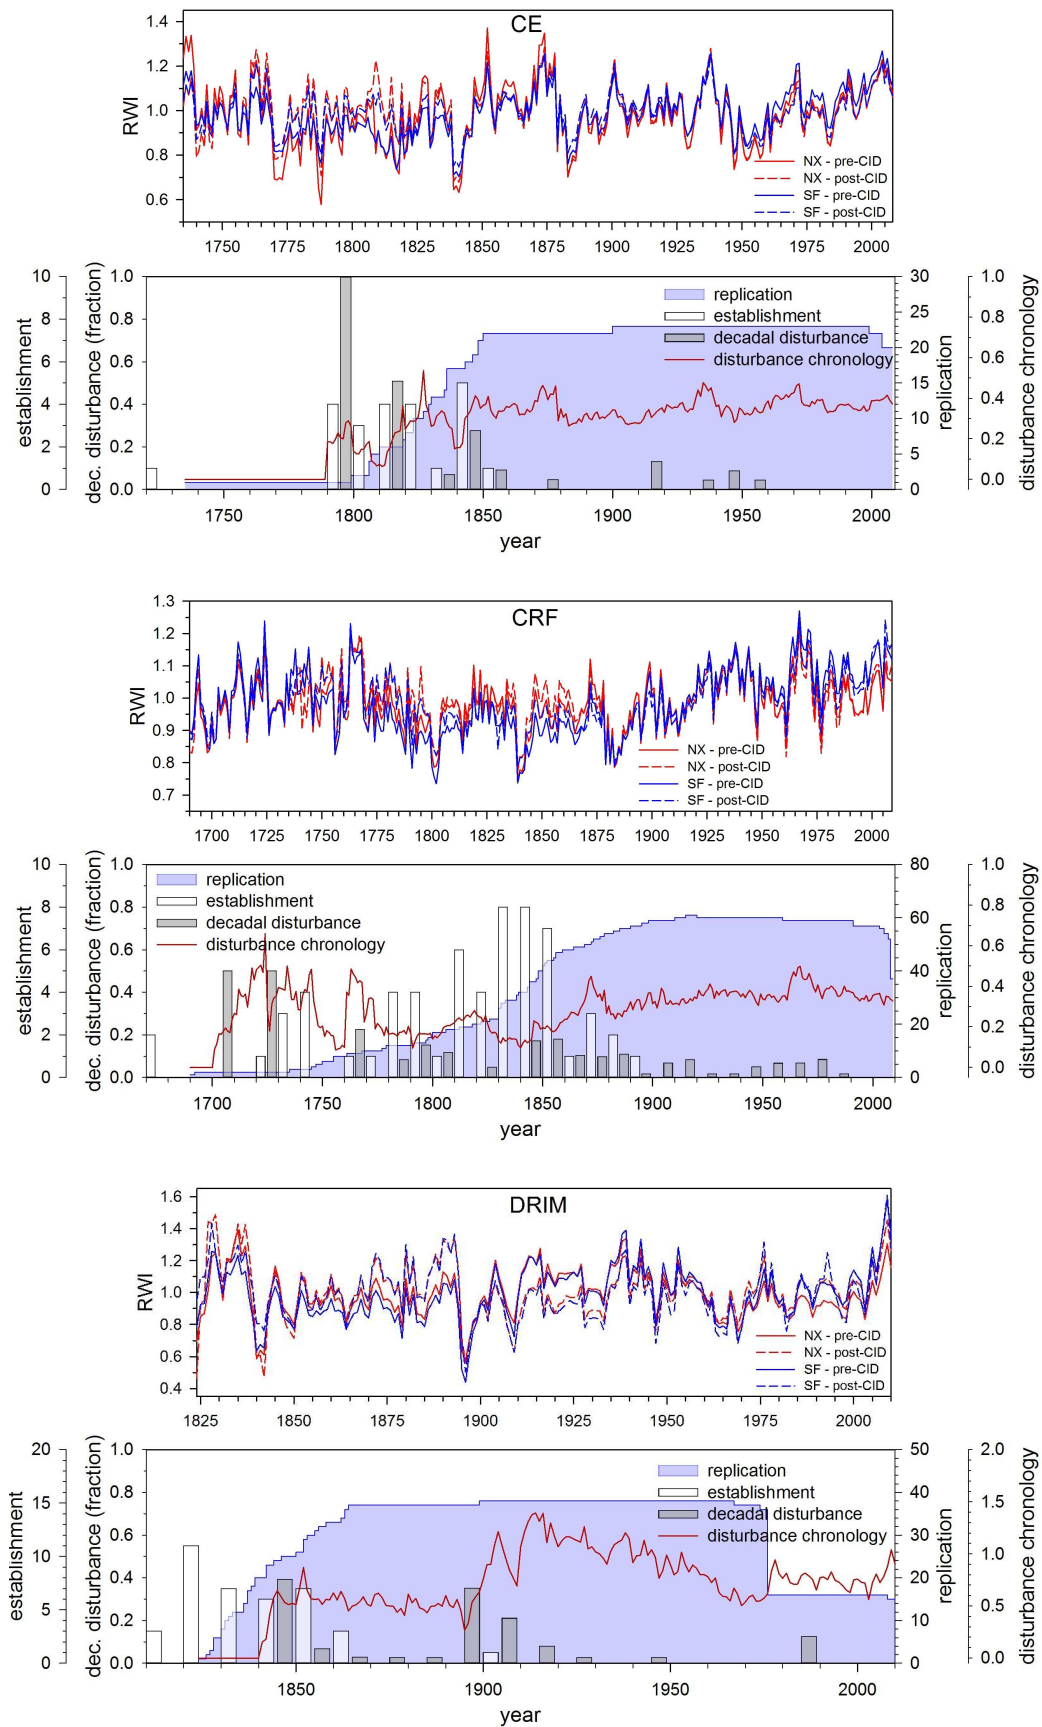 CE
RWI
1.4
1.2
1.0
0.8
0.6
NX - pre-CID
NX - post-CID
SF - pre-CID
SF - post-CID
1750 1775 1800 1825 1850 1875 1900 1925 1950 1975 2000
establishment
10
8
6
4
2
0
dec. disturbance (fraction)
1.0
0.8
0.6
0.4
0.2
0.0
replication
establishment
decadal disturbance
disturbance chronology
30
25
20
15
10
5
0
replication
1.0
0.8
0.6
0.4
0.2
0.0
disturbance chronology
1750 1800 1850 1900 1950 2000
year
CRF
RWI
1.3
1.2
1.1
1.0
0.9
0.8
0.7
NX - pre-CID
NX - post-CID
SF - pre-CID
SF - post-CID
1700 1725 1750 1775 1800 1825 1850 1875 1900 1925 1950 1975 2000
establishment
10
8
6
4
2
0
dec. disturbance (fraction)
1.0
0.8
0.6
0.4
0.2
0.0
replication
establishment
decadal disturbance
disturbance chronology
80
60
40
20
0
replication
1.0
0.8
0.6
0.4
0.2
0.0
disturbance chronology
1700 1750 1800 1850 1900 1950 2000
year
DRIM
RWI
1.6
1.4
1.2
1.0
0.8
0.6
0.4
NX - pre-CID
NX - post-CID
SF - pre-CID
SF - post-CID
1825 1850 1875 1900 1925 1950 1975 2000
establishment
20
15
10
5
0
dec. disturbance (fraction)
1.0
0.8
0.6
0.4
0.2
0.0
replication
establishment
decadal disturbance
disturbance chronology
50
40
30
20
10
0
replication
2.0
1.5
1.0
0.5
0.0
disturbance chronology
1850 1900 1950 2000
year